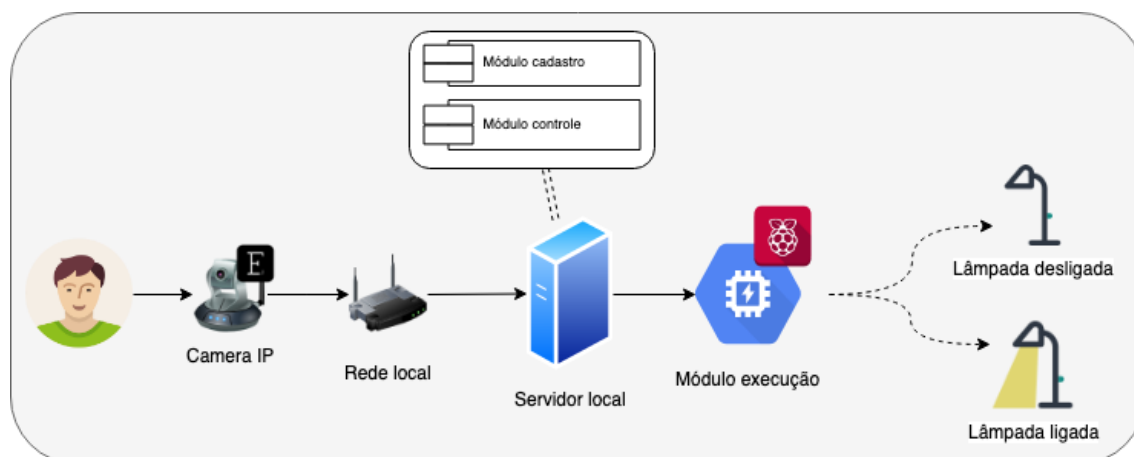 Módulo cadastro
Módulo controle
E
Camera IP
Rede local
Servidor local
Módulo execução
Lâmpada desligada
Lâmpada ligada